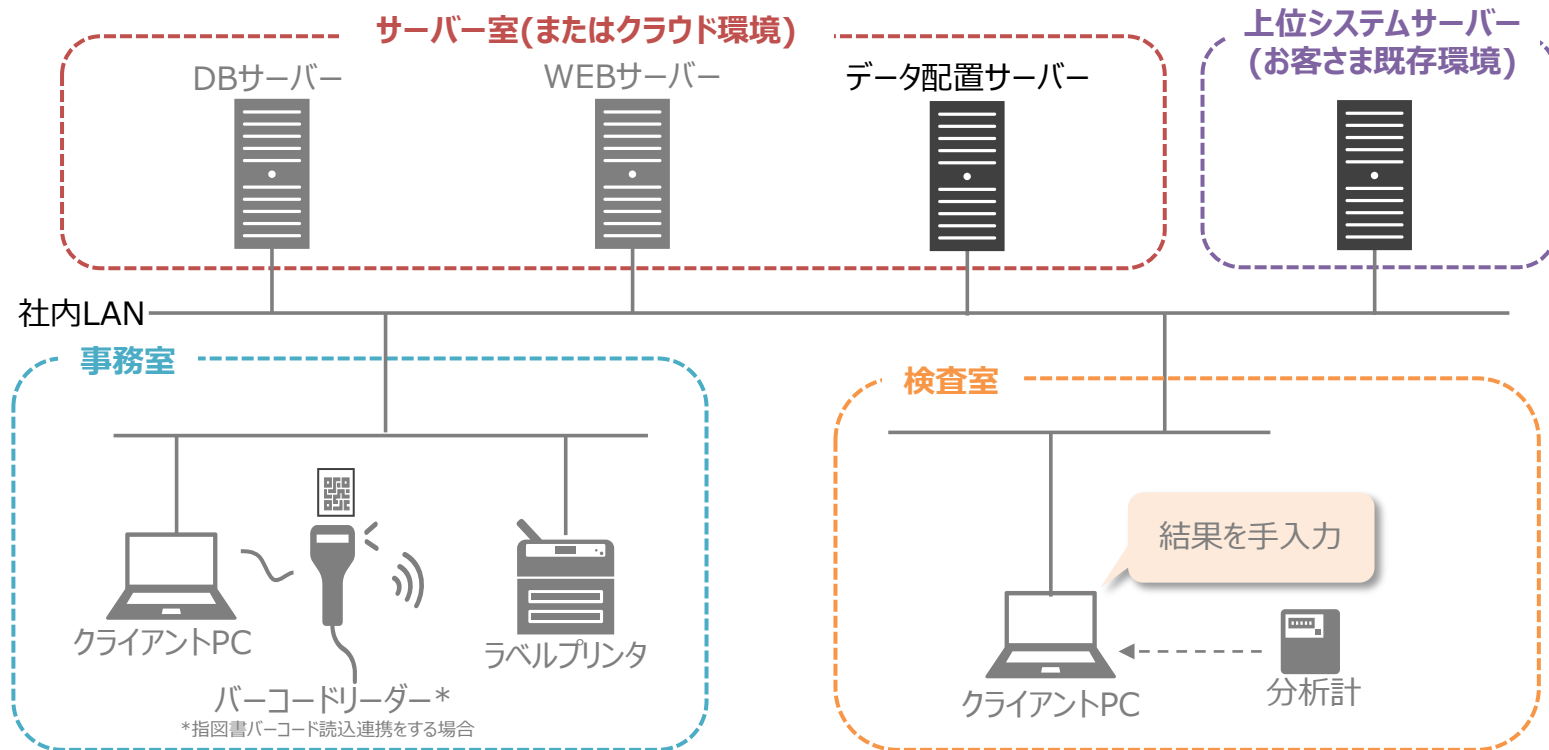 サーバー室(またはクラウド環境)
上位システムサーバー
(お客さま既存環境)
DBサーバー
WEBサーバー
データ配置サーバー
社内LAN
事務室
検査室
結果を手入力
クライアントPC
バーコードリーダー*
*指図書バーコード読込連携をする場合
ラベルプリンタ
クライアントPC
分析計